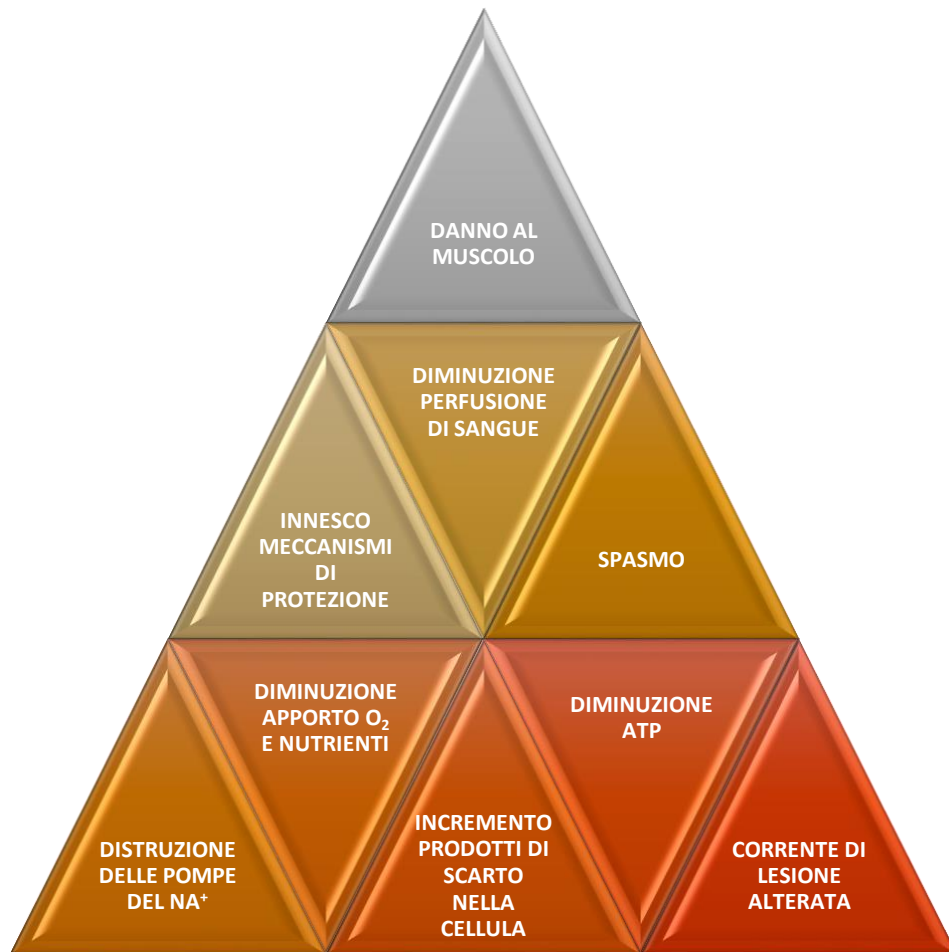 DANNO AL
MUSCOLO
DIMINUZIONE
PERFUSIONE
DI SANGUE
INNESCO
MECCANISMI
DI
PROTEZIONE
SPASMO
DIMINUZIONE
APPORTO O₂
E NUTRIENTI
DIMINUZIONE
ATP
DISTRUZIONE
DELLE POMPE
DEL NA⁺
INCREMENTO
PRODOTTI DI
SCARTO
NELLA
CELLULA
CORRENTE DI
LESIONE
ALTERATA